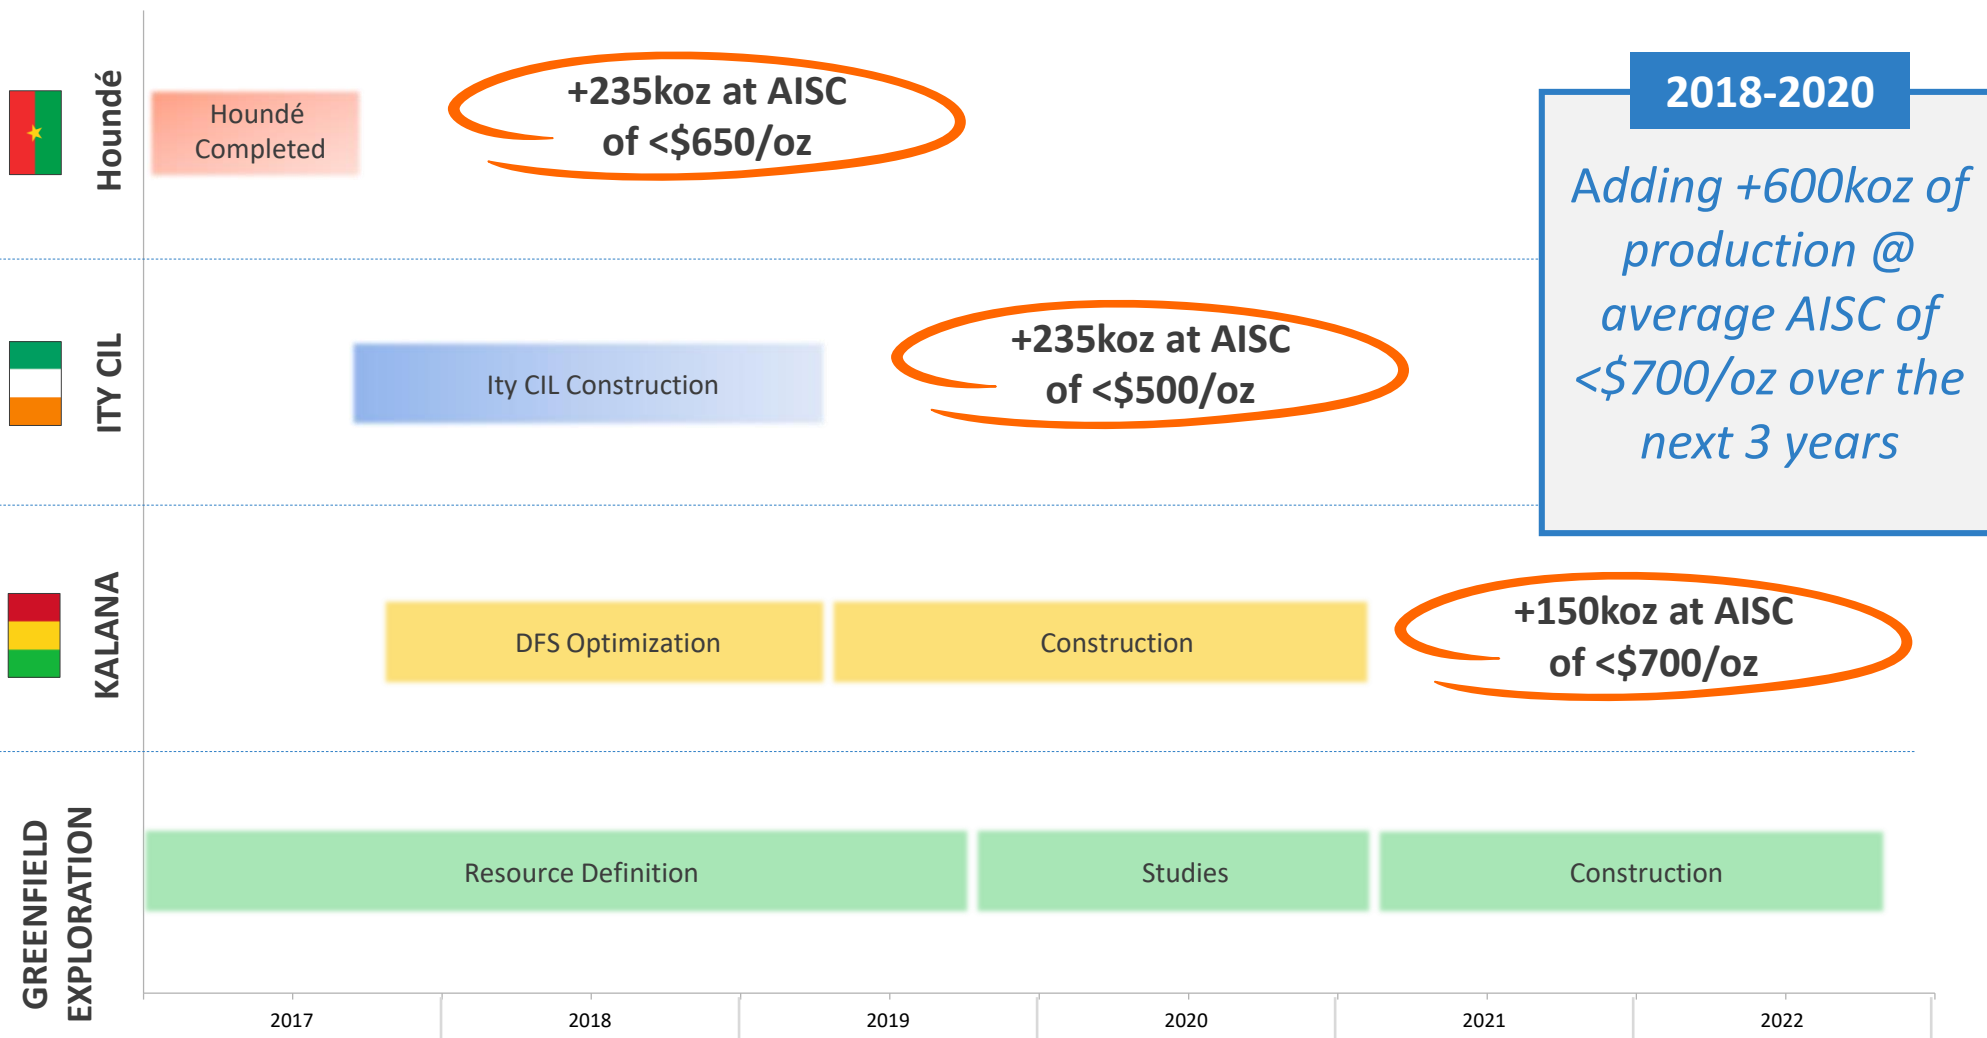 Houndé
Houndé
Completed
+235koz at AISC
of <$650/oz
2018-2020
Adding +600koz of
production @
average AISC of
<$700/oz over the
next 3 years
ITY CIL
Ity CIL Construction
+235koz at AISC
of <$500/oz
KALANA
DFS Optimization
Construction
+150koz at AISC
of <$700/oz
GREENFIELD
EXPLORATION
Resource Definition
Studies
Construction
2017
2018
2019
2020
2021
2022